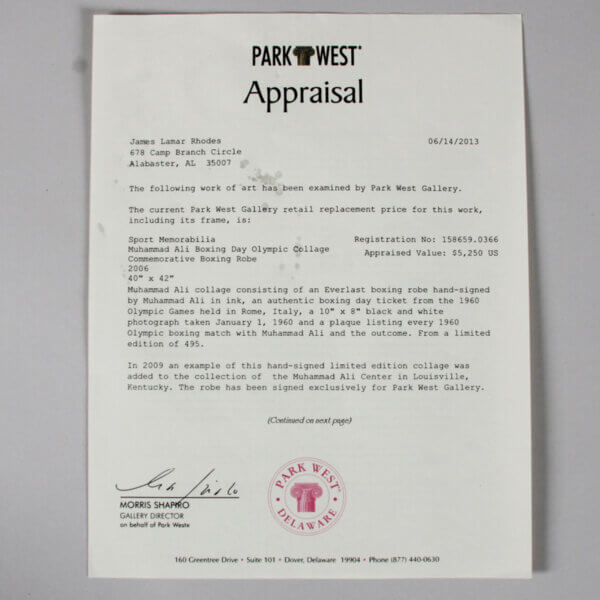 PARK WEST®
Appraisal
James Lamar Rhodes 06/14/2013
678 Camp Branch Circle
Alabaster, AL 35007
The following work of art has been examined by Park West Gallery.
The current Park West Gallery retail replacement price for this work,
including its frame, is:
Sport Memorabilia Registration No: 158659.0366
Muhammad Ali Boxing Day Olympic Collage Appraised Value: $5,250 US
Commemorative Boxing Robe
2006
40" x 42"
Muhammad Ali collage consisting of an Everlast boxing robe hand-signed
by Muhammad Ali in ink, an authentic boxing day ticket from the 1960
Olympic Games held in Rome, Italy, a 10" x 8" black and white
photograph taken January 1, 1960 and a plaque listing every 1960
Olympic boxing match with Muhammad Ali and the outcome. From a limited
edition of 495.
In 2009 an example of this hand-signed limited edition collage was
added to the collection of the Muhammad Ali Center in Louisville,
Kentucky. The robe has been signed exclusively for Park West Gallery.
(Continued on next page)
MORRIS SHAPIRO
GALLERY DIRECTOR
on behalf of Park West®
PARK WEST®
DELAWARE
160 Greentree Drive • Suite 101 • Dover, Delaware 19904 • Phone (877) 440-0630